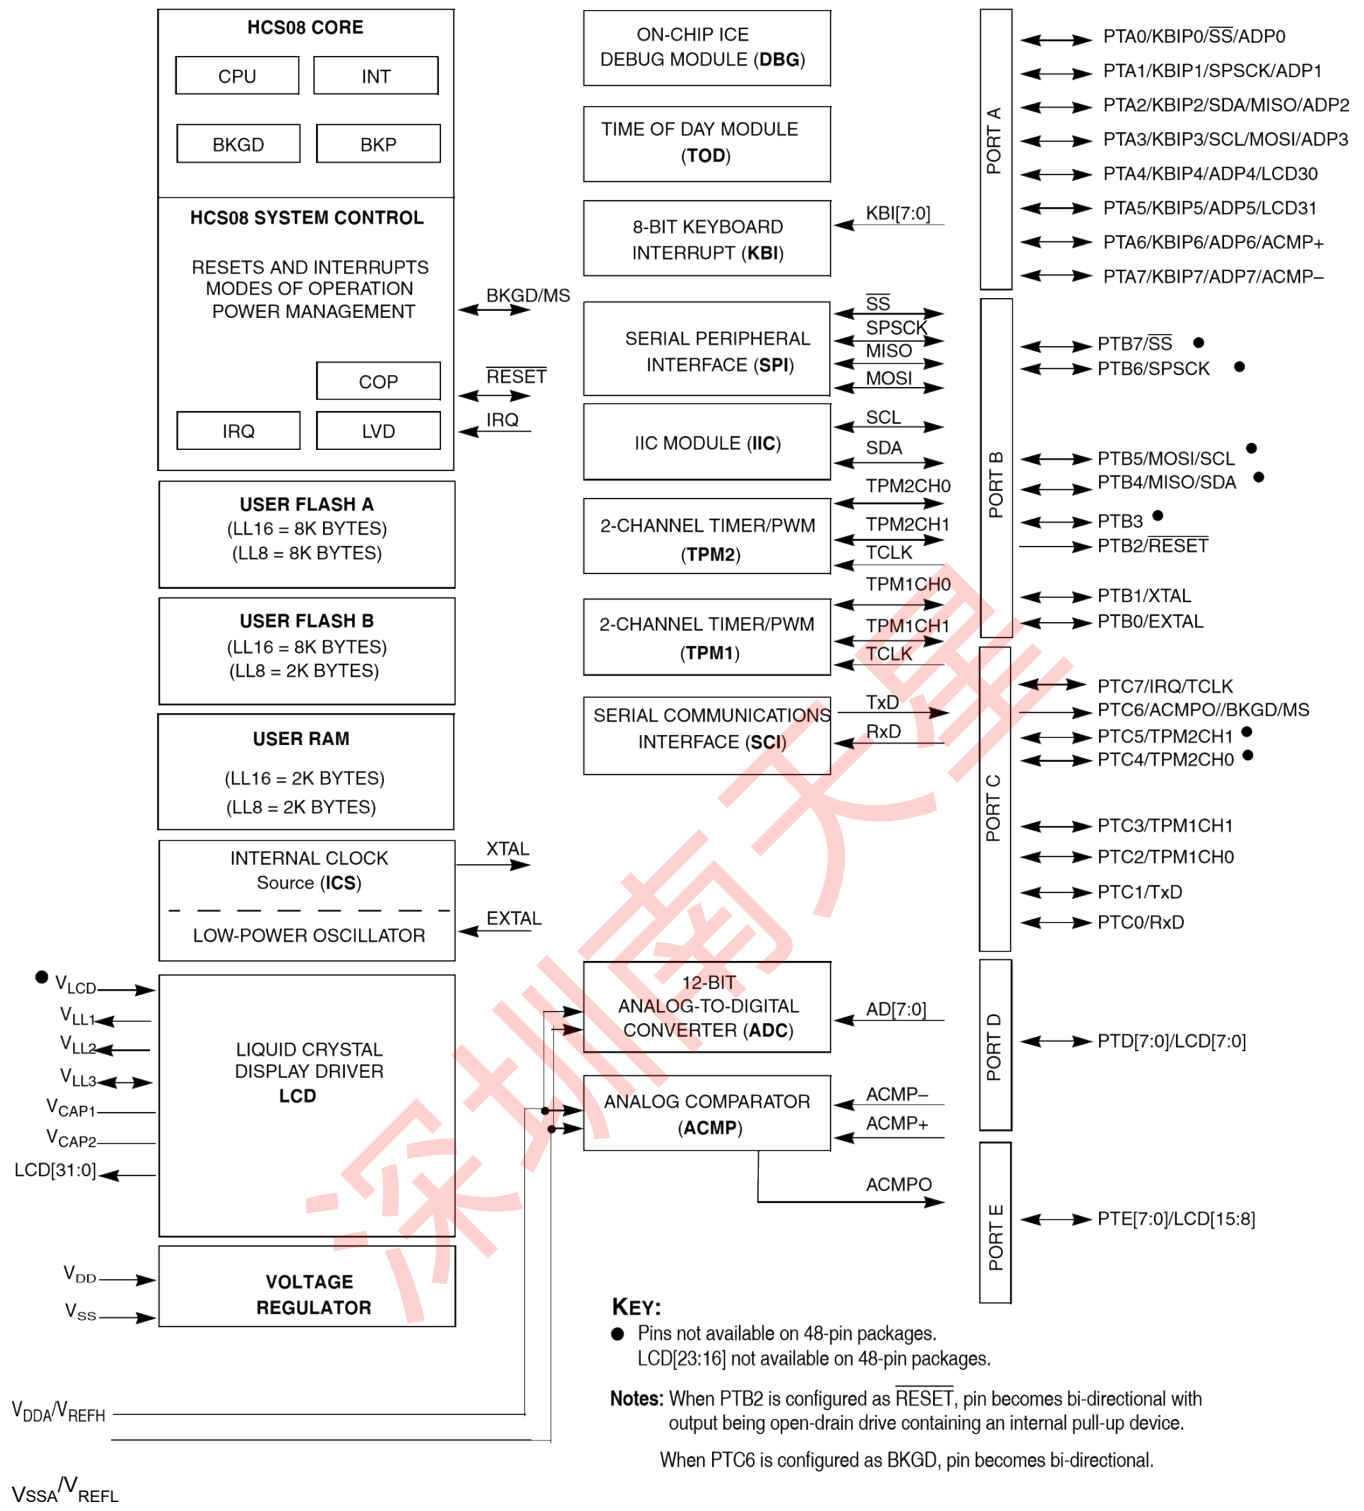 HCS08 CORE
CPU
INT
BKGD
BKP
HCS08 SYSTEM CONTROL
RESETS AND INTERRUPTS
MODES OF OPERATION
POWER MANAGEMENT
COP
IRQ
LVD
BKGD/MS
RESET
IRQ
USER FLASH A
(LL16 = 8K BYTES)
(LL8 = 8K BYTES)
USER FLASH B
(LL16 = 8K BYTES)
(LL8 = 2K BYTES)
USER RAM
(LL16 = 2K BYTES)
(LL8 = 2K BYTES)
INTERNAL CLOCK
Source (ICS)
LOW-POWER OSCILLATOR
XTAL
EXTAL
● VLCD
VLL1
VLL2
VLL3
VCAP1
VCAP2
LCD[31:0]
LIQUID CRYSTAL
DISPLAY DRIVER
LCD
VDD
VSS
VOLTAGE
REGULATOR
VDDA/VREFH
VSSA/VREFL
ON-CHIP ICE
DEBUG MODULE (DBG)
TIME OF DAY MODULE
(TOD)
8-BIT KEYBOARD
INTERRUPT (KBI)
KBI[7:0]
SERIAL PERIPHERAL
INTERFACE (SPI)
SS
SPSCK
MISO
MOSI
IIC MODULE (IIC)
SCL
SDA
2-CHANNEL TIMER/PWM
(TPM2)
TPM2CH0
TPM2CH1
TCLK
2-CHANNEL TIMER/PWM
(TPM1)
TPM1CH0
TPM1CH1
TCLK
SERIAL COMMUNICATIONS
INTERFACE (SCI)
TxD
RxD
12-BIT
ANALOG-TO-DIGITAL
CONVERTER (ADC)
AD[7:0]
ANALOG COMPARATOR
(ACMP)
ACMP–
ACMP+
ACMPO
PORT A
PTA0/KBIP0/SS/ADP0
PTA1/KBIP1/SPSCK/ADP1
PTA2/KBIP2/SDA/MISO/ADP2
PTA3/KBIP3/SCL/MOSI/ADP3
PTA4/KBIP4/ADP4/LCD30
PTA5/KBIP5/ADP5/LCD31
PTA6/KBIP6/ADP6/ACMP+
PTA7/KBIP7/ADP7/ACMP–
PORT B
PTB7/SS ●
PTB6/SPSCK ●
PTB5/MOSI/SCL ●
PTB4/MISO/SDA ●
PTB3 ●
PTB2/RESET
PTB1/XTAL
PTB0/EXTAL
PORT C
PTC7/IRQ/TCLK
PTC6/ACMPO//BKGD/MS
PTC5/TPM2CH1 ●
PTC4/TPM2CH0 ●
PTC3/TPM1CH1
PTC2/TPM1CH0
PTC1/TxD
PTC0/RxD
PORT D
PTD[7:0]/LCD[7:0]
PORT E
PTE[7:0]/LCD[15:8]
KEY:
● Pins not available on 48-pin packages.
LCD[23:16] not available on 48-pin packages.
Notes: When PTB2 is configured as RESET, pin becomes bi-directional with
output being open-drain drive containing an internal pull-up device.
When PTC6 is configured as BKGD, pin becomes bi-directional.
深圳南天星